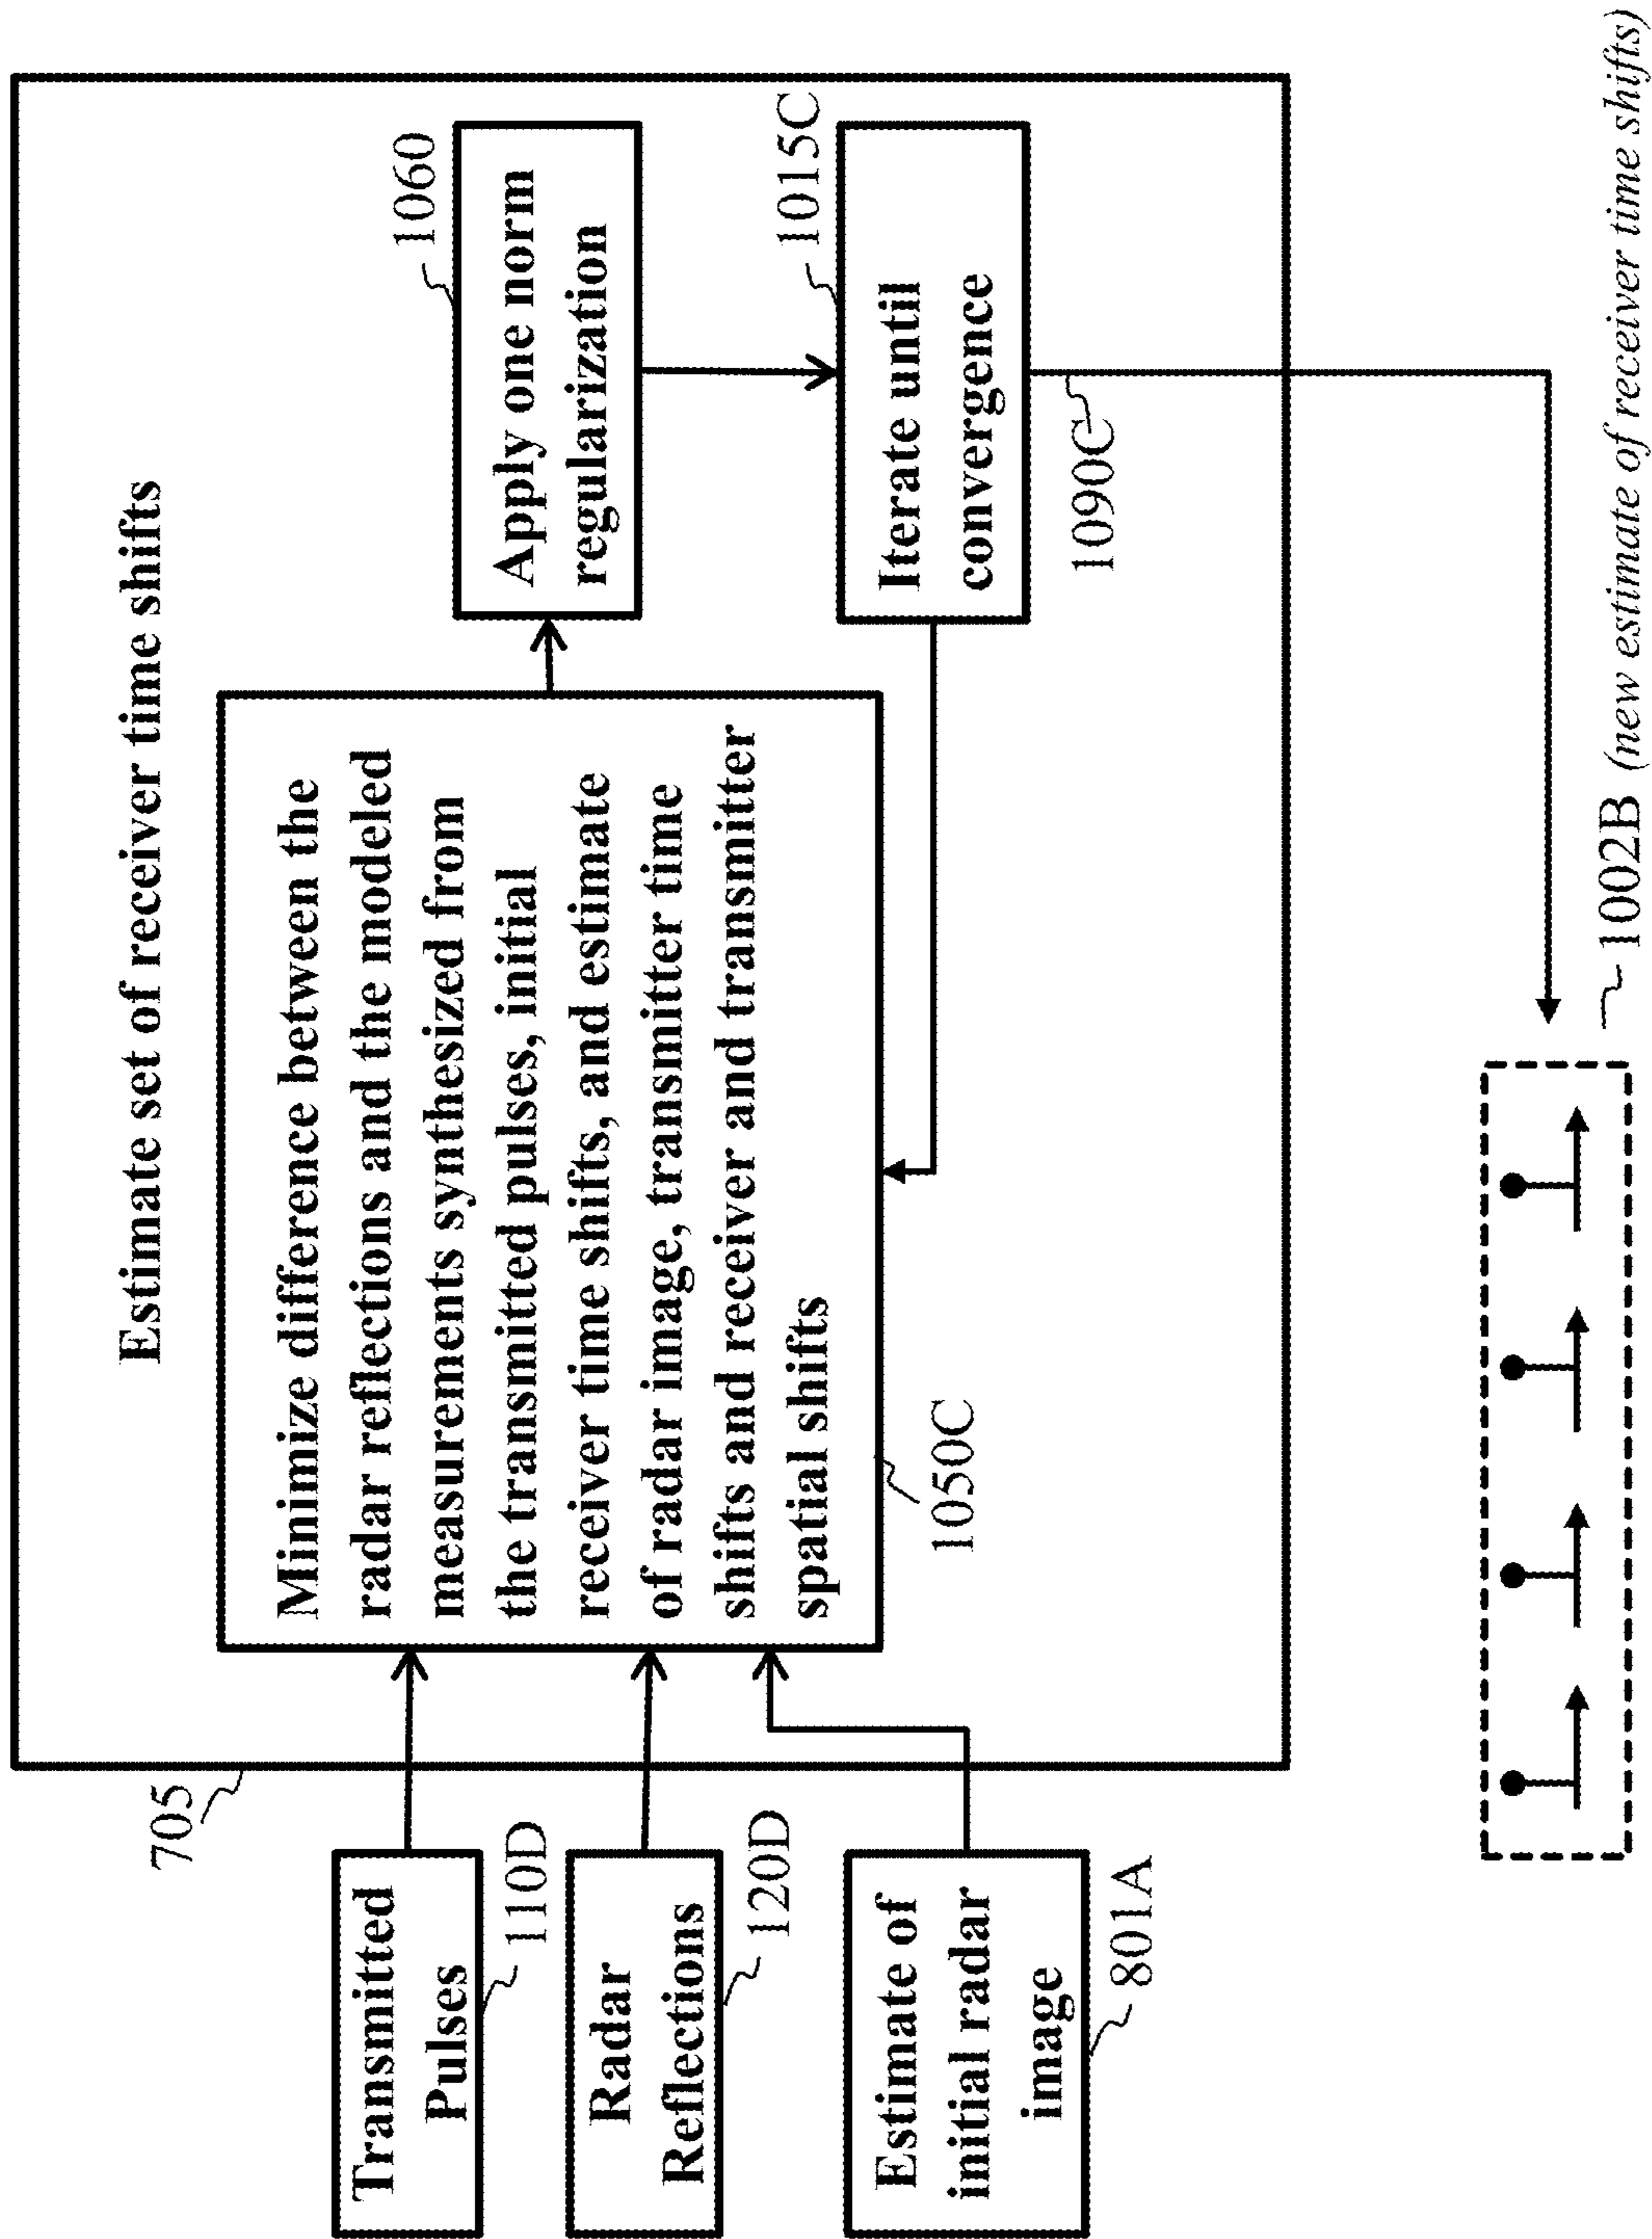 Estimate set of receiver time shifts
705
Transmitted
Pulses
110D
Radar
Reflections
120D
Estimate of
initial radar
image
801A
Minimize difference between the
radar reflections and the modeled
measurements synthesized from
the transmitted pulses, initial
receiver time shifts, and estimate
of radar image, transmitter time
shifts and receiver and transmitter
spatial shifts
1050C
Apply one norm
regularization
1060
Iterate until
convergence
1015C
1090C
1002B (new estimate of receiver time shifts)